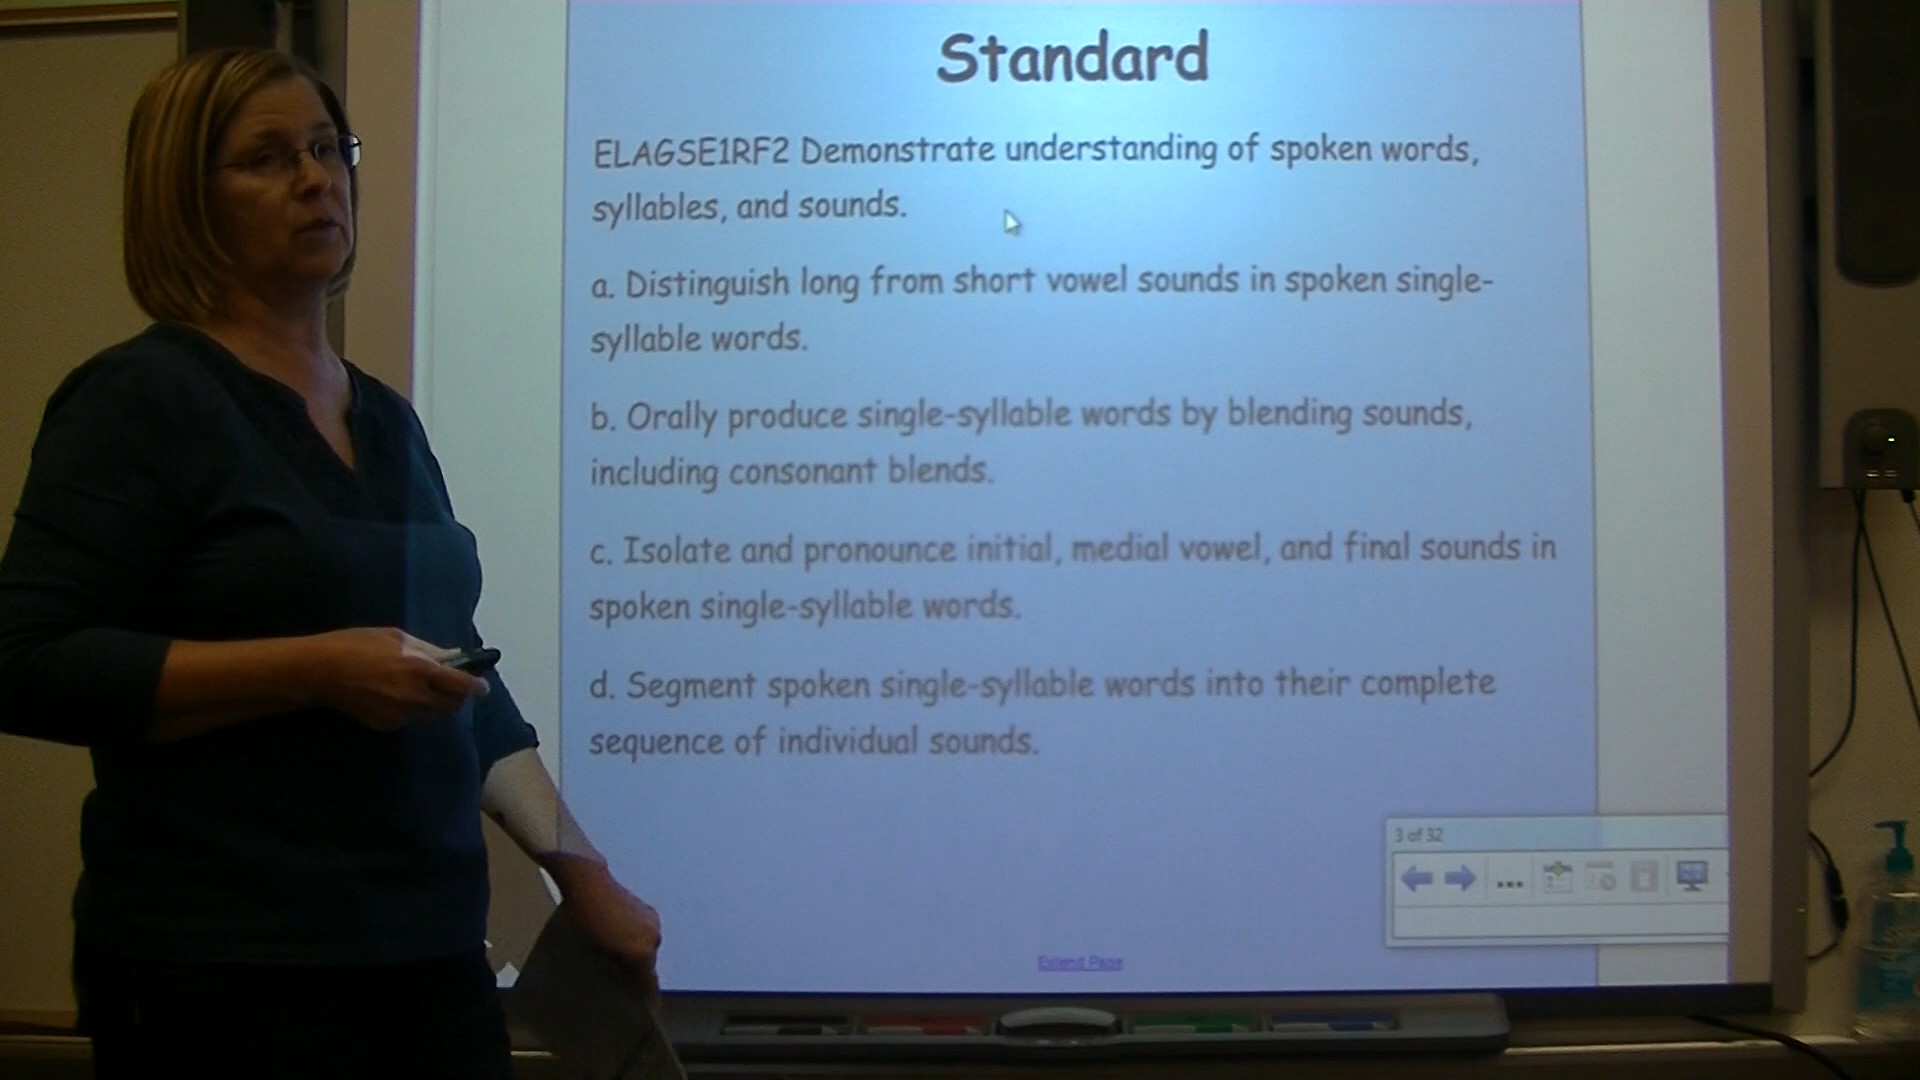 Standard
ELAGSE1RF2 Demonstrate understanding of spoken words,
syllables, and sounds.
a. Distinguish long from short vowel sounds in spoken single-
syllable words.
b. Orally produce single-syllable words by blending sounds,
including consonant blends.
c. Isolate and pronounce initial, medial vowel, and final sounds in
spoken single-syllable words.
d. Segment spoken single-syllable words into their complete
sequence of individual sounds.
3 of 32
...
Extend Page